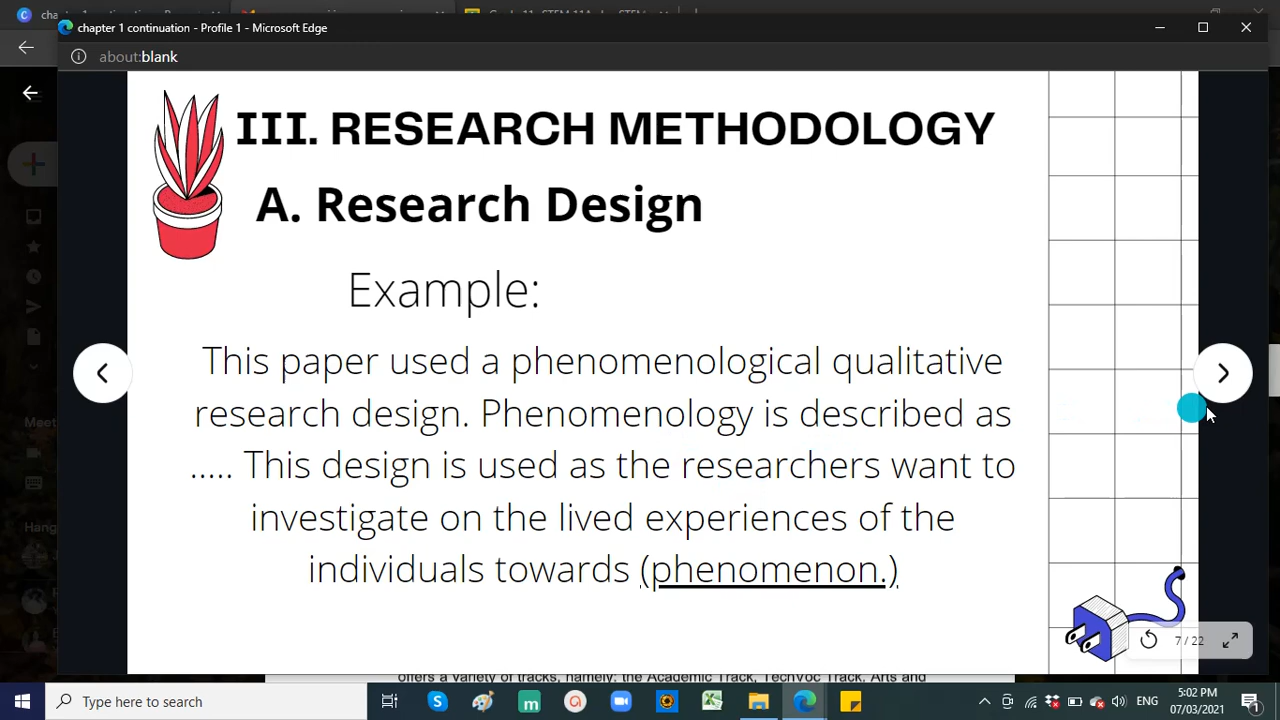 chapter 1 continuation - Profile 1 - Microsoft Edge
about:blank
III. RESEARCH METHODOLOGY
A. Research Design
Example:
This paper used a phenomenological qualitative
research design. Phenomenology is described as
..... This design is used as the researchers want to
investigate on the lived experiences of the
individuals towards (phenomenon.)
Meet
Hang
7 / 22
offers a variety of tracks, namely: the Academic Track, TechVoc Track, Arts and
Type here to search
ENG
5:02 PM
07/03/2021